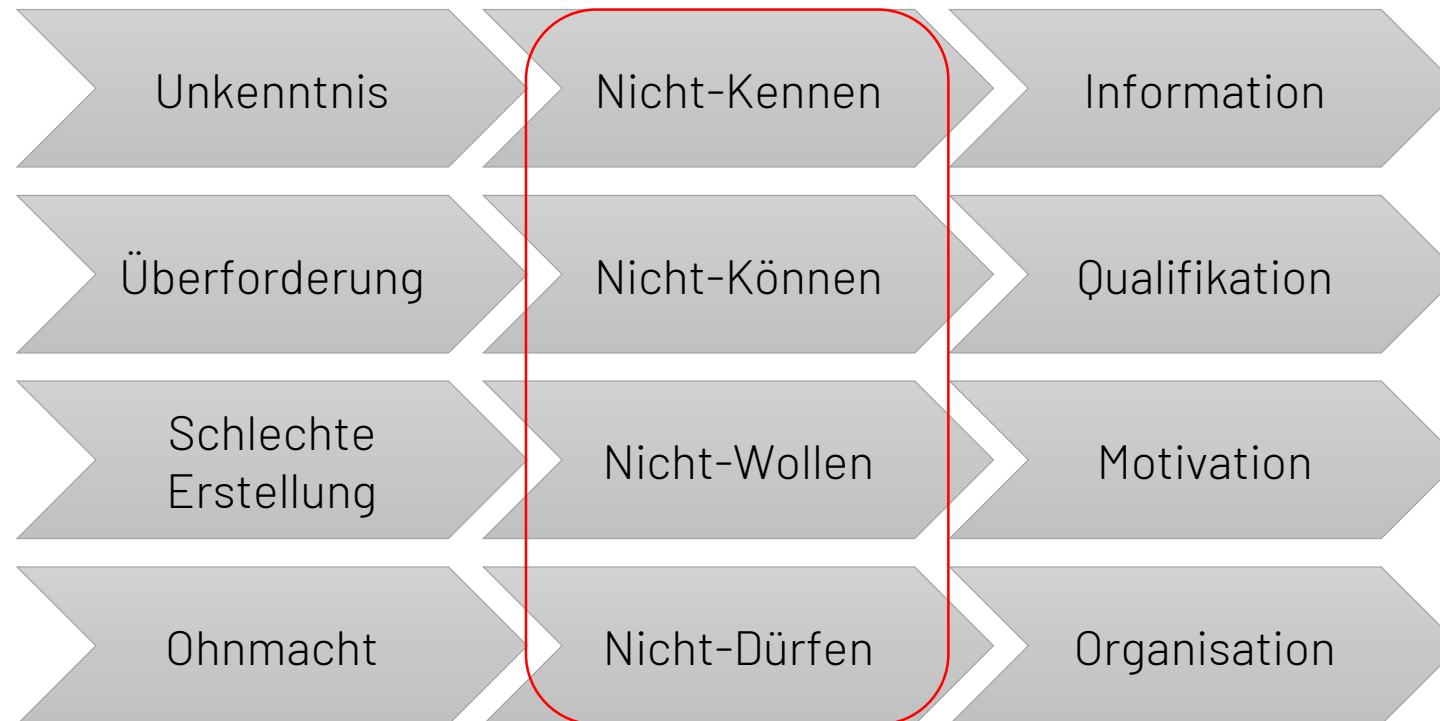 Unkenntnis
Nicht-Kennen
Information
Überforderung
Nicht-Können
Qualifikation
Schlechte
Erstellung
Nicht-Wollen
Motivation
Ohnmacht
Nicht-Dürfen
Organisation